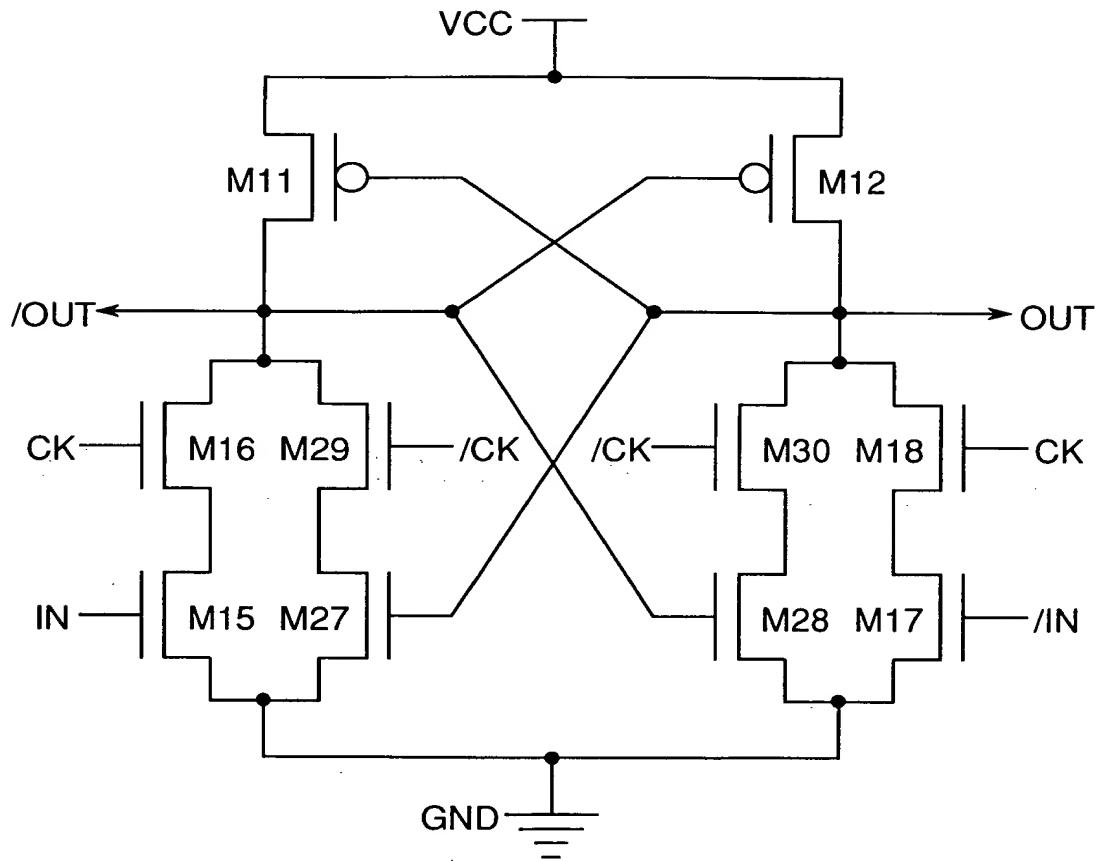 VCC
M11
M12
/OUT
OUT
CK
M16
M29
/CK
/CK
M30
M18
CK
IN
M15
M27
M28
M17
/IN
GND